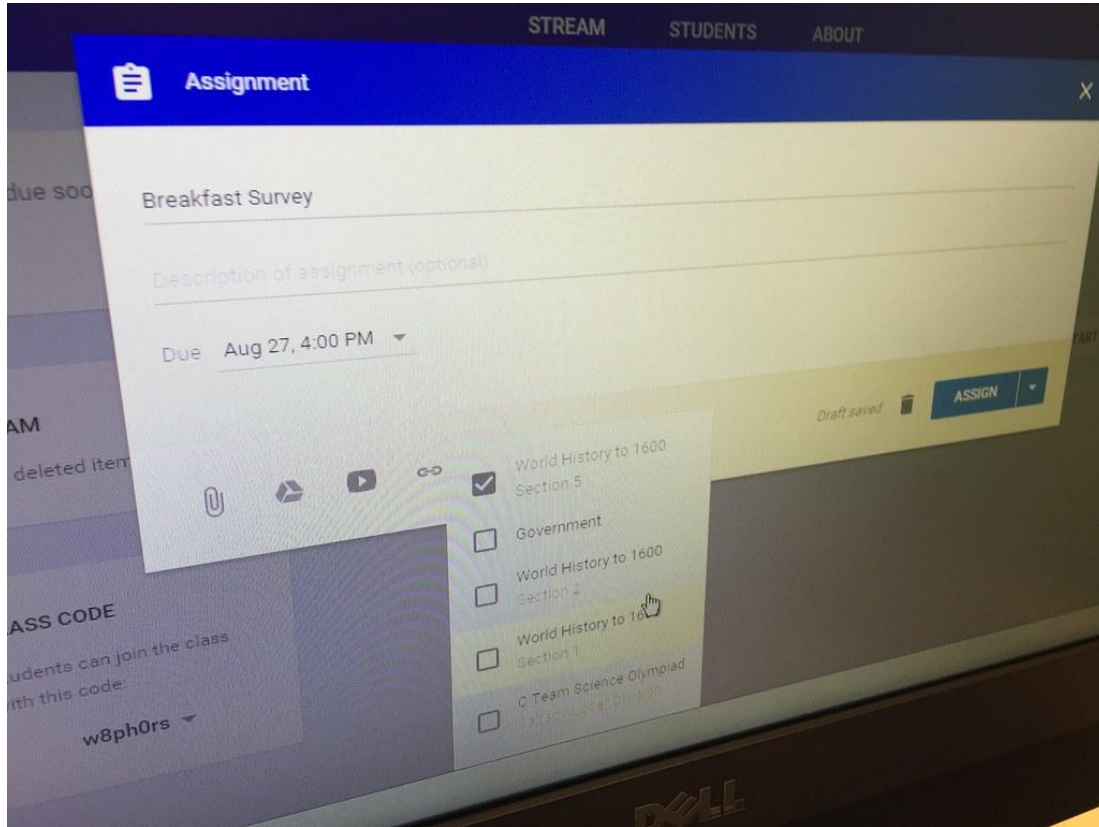 STREAM STUDENTS ABOUT
Assignment
X
due soo
Breakfast Survey
Description of assignment (optional)
Due Aug 27, 4:00 PM
Draft saved
ASSIGN
AM
deleted item
World History to 1600
Section 5
Government
World History to 1600
Section 2
World History to
Section 1
C Team Science Olympiad
Division
ASS CODE
udents can join the class
ith this code:
w8ph0rs
DELL